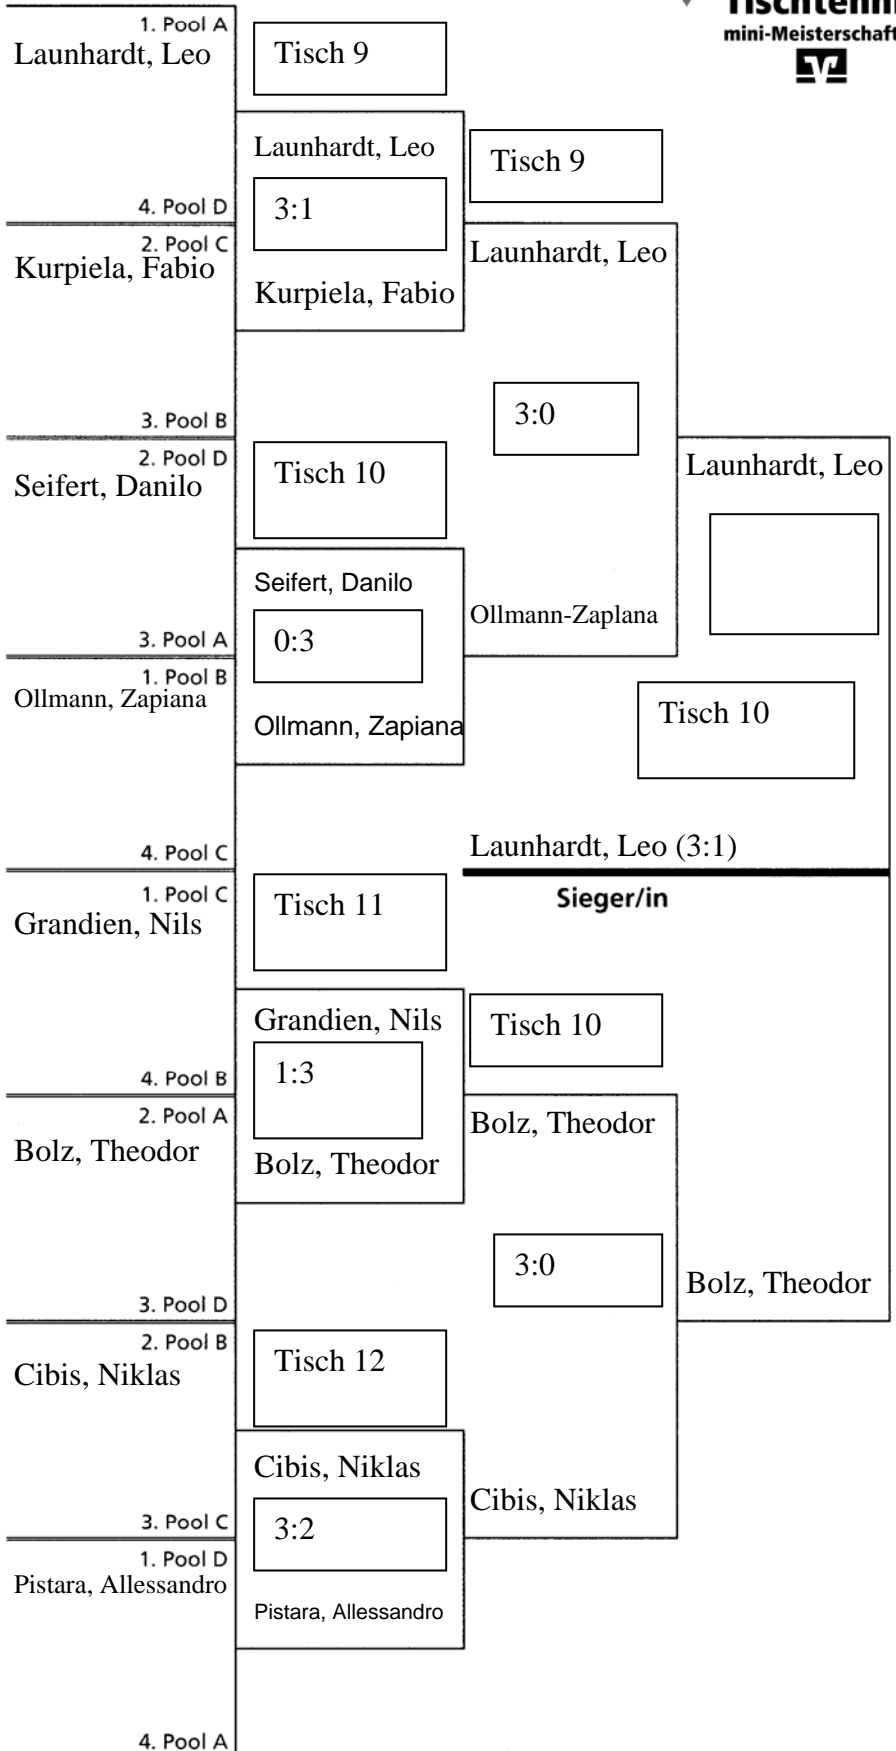 Tischtennis
mini-Meisterschaft
1. Pool A
Launhardt, Leo
Tisch 9
Launhardt, Leo
Tisch 9
4. Pool D
3:1
2. Pool C
Kurpiela, Fabio
Launhardt, Leo
Kurpiela, Fabio
3. Pool B
3:0
2. Pool D
Seifert, Danilo
Tisch 10
Launhardt, Leo
Seifert, Danilo
3. Pool A
0:3
Ollmann-Zaplana
1. Pool B
Ollmann, Zapiana
Ollmann, Zapiana
Tisch 10
4. Pool C
Launhardt, Leo (3:1)
1. Pool C
Grandien, Nils
Tisch 11
Sieger/in
Grandien, Nils
Tisch 10
4. Pool B
1:3
2. Pool A
Bolz, Theodor
Bolz, Theodor
Bolz, Theodor
3:0
Bolz, Theodor
3. Pool D
2. Pool B
Cibis, Niklas
Tisch 12
Cibis, Niklas
Cibis, Niklas
3. Pool C
3:2
1. Pool D
Pistara, Allessandro
Pistara, Allessandro
4. Pool A